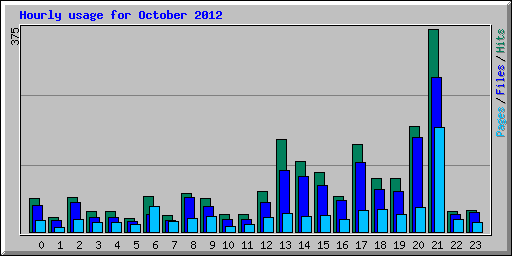 Hourly usage for October 2012
375
Pages/Files/Hits
0 1 2 3 4 5 6 7 8 9 10 11 12 13 14 15 16 17 18 19 20 21 22 23